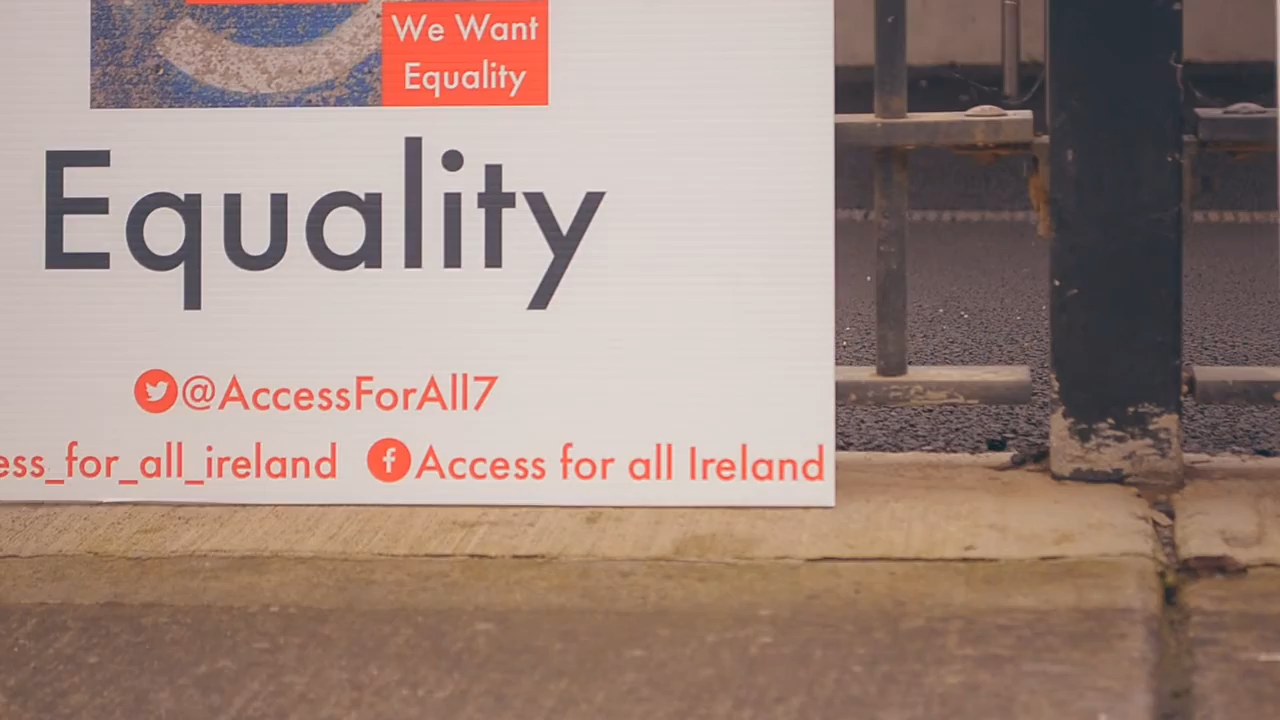 We Want
Equality
Equality
@AccessForAll7
ess_for_all_ireland Access for all Ireland